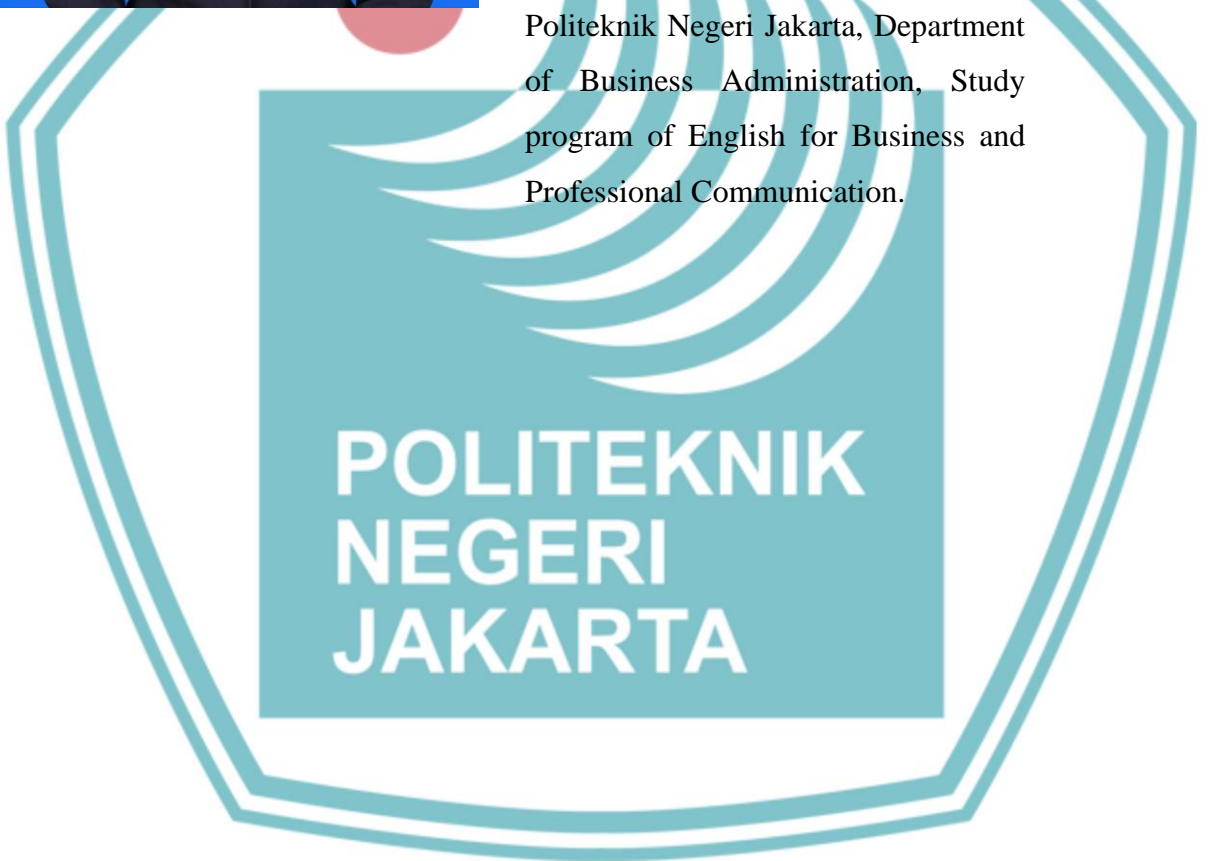 Politeknik Negeri Jakarta, Department
of Business Administration, Study
program of English for Business and
Professional Communication.
POLITEKNIK
NEGERI
JAKARTA